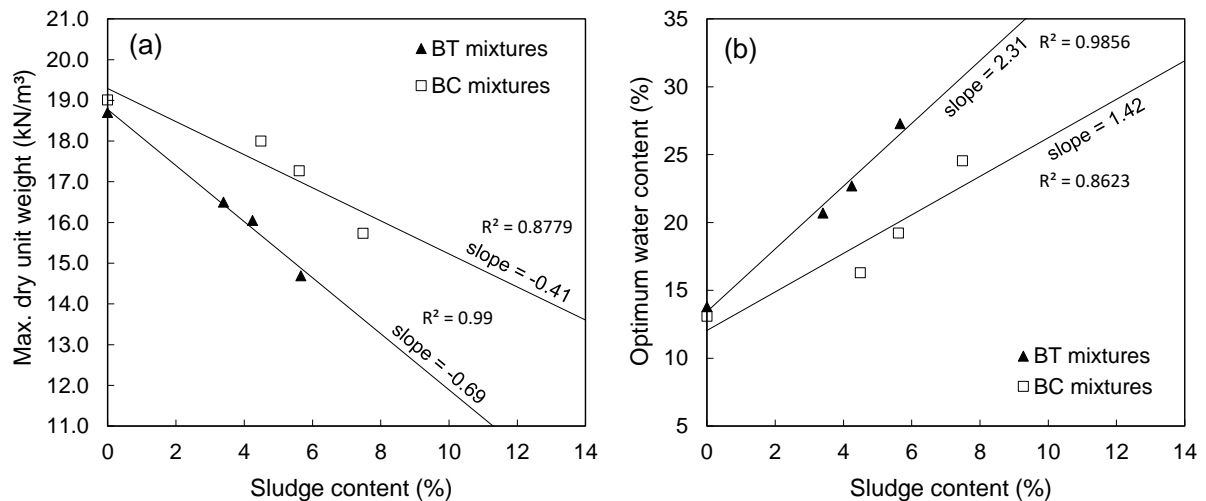 (a)
BT mixtures
BC mixtures
R² = 0.8779
slope = -0.41
R² = 0.99
slope = -0.69
Max. dry unit weight (kN/m³)
21.0
20.0
19.0
18.0
17.0
16.0
15.0
14.0
13.0
12.0
11.0
0 2 4 6 8 10 12 14
Sludge content (%)
(b)
R² = 0.9856
slope = 2.31
slope = 1.42
R² = 0.8623
BT mixtures
BC mixtures
Optimum water content (%)
35
30
25
20
15
10
5
0 2 4 6 8 10 12 14
Sludge content (%)